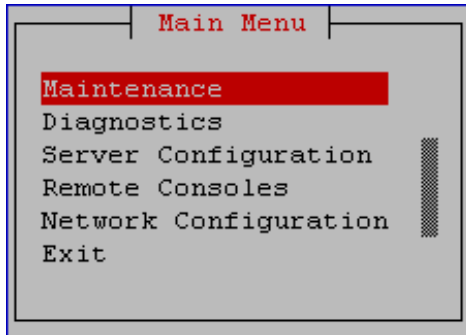 Main Menu
Maintenance
Diagnostics
Server Configuration
Remote Consoles
Network Configuration
Exit